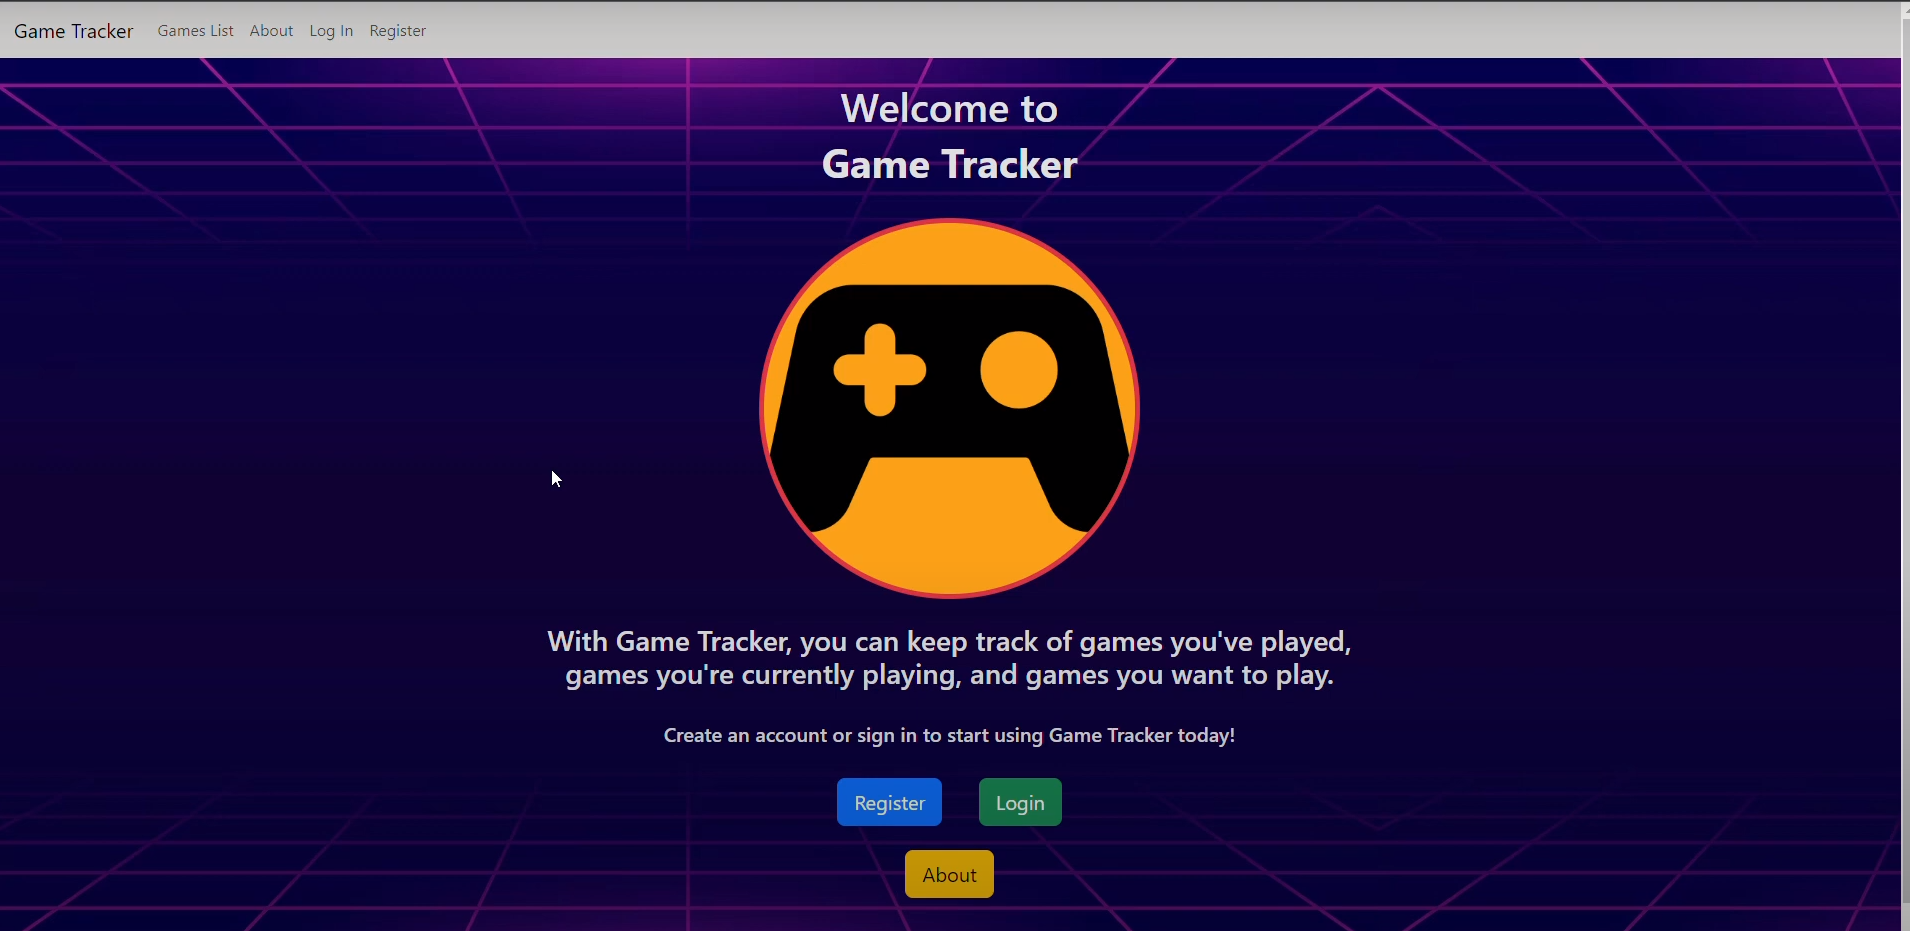 Game Tracker Games List About Log In Register
Welcome to
Game Tracker
With Game Tracker, you can keep track of games you've played,
games you're currently playing, and games you want to play.
Create an account or sign in to start using Game Tracker today!
Register Login
About